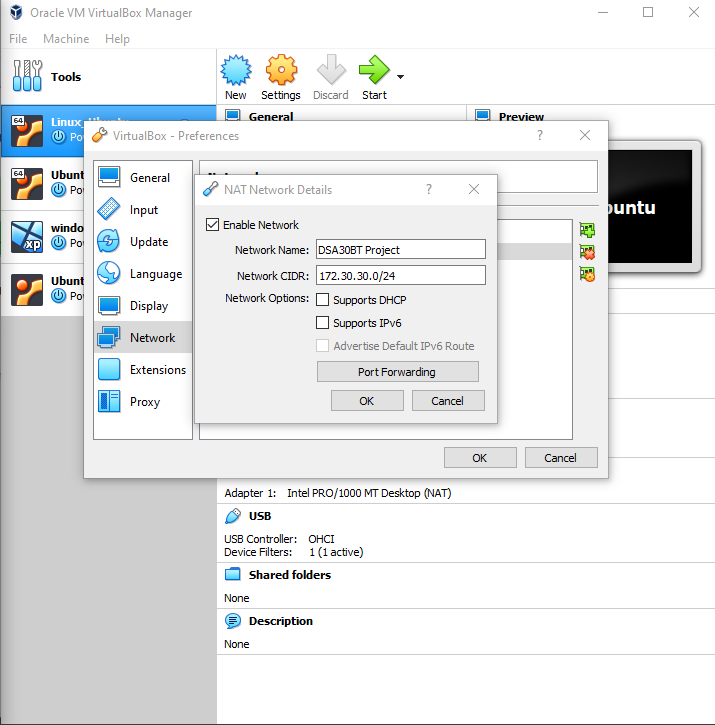 Oracle VM VirtualBox Manager
File Machine Help
Tools
New Settings Discard Start
64 Linux_Ubuntu
General
Preview
VirtualBox - Preferences ?
General
Input
Update
Language
Display
Network
Extensions
Proxy
NAT Network Details ?
Enable Network
Network Name: DSA30BT Project
Network CIDR: 172.30.30.0/24
Network Options: Supports DHCP
Supports IPv6
Advertise Default IPv6 Route
Port Forwarding
OK Cancel
OK Cancel
64 Ubunt
Po
windo
xp Po
Ubunt
Po
buntu
Adapter 1: Intel PRO/1000 MT Desktop (NAT)
USB
USB Controller: OHCI
Device Filters: 1 (1 active)
Shared folders
None
Description
None